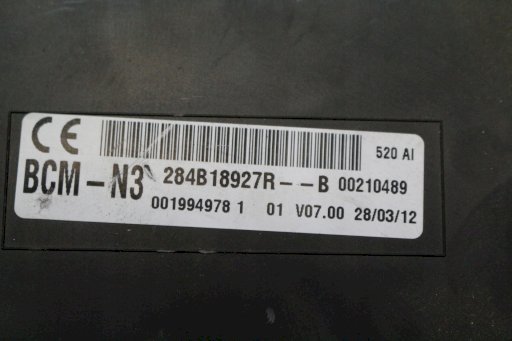 CE 520 AI
BCM-N3 284B18927R--B 00210489
001994978 1 01 V07.00 28/03/12